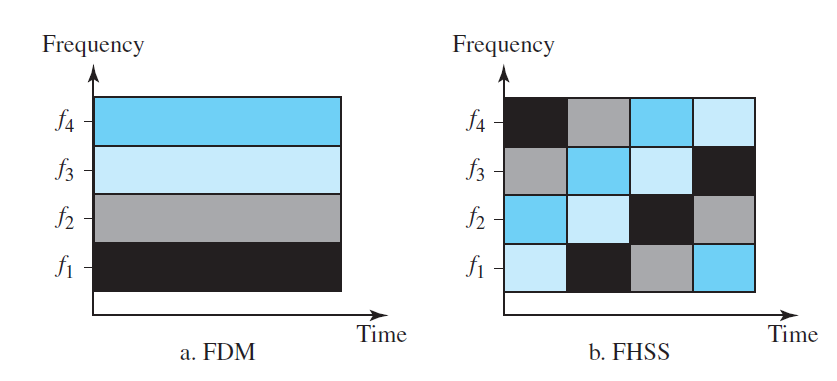 Frequency
f4
f3
f2
f1
Time
a. FDM
Frequency
f4
f3
f2
f1
Time
b. FHSS